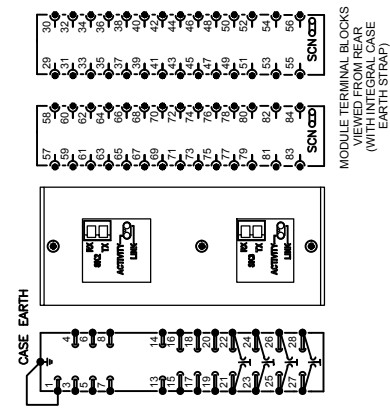 30 32 34 36 38 40 42 44 46 48 50 52 54 56
29 31 33 35 37 39 41 43 45 47 49 51 53 55
SCN
58 60 62 64 66 68 70 72 74 76 78 80 82 84
57 59 61 63 65 67 69 71 73 75 77 79 81 83
SCN
MODULE TERMINAL BLOCKS
VIEWED FROM REAR
(WITH INTEGRAL CASE
EARTH STRAP)
RX
TX
SK2
ACTIVITY
LINK
RX
TX
SK3
ACTIVITY
LINK
CASE EARTH
4 6 8 14 16 18 20 22 24 26 28
1 3 5 7 13 15 17 19 21 23 25 27